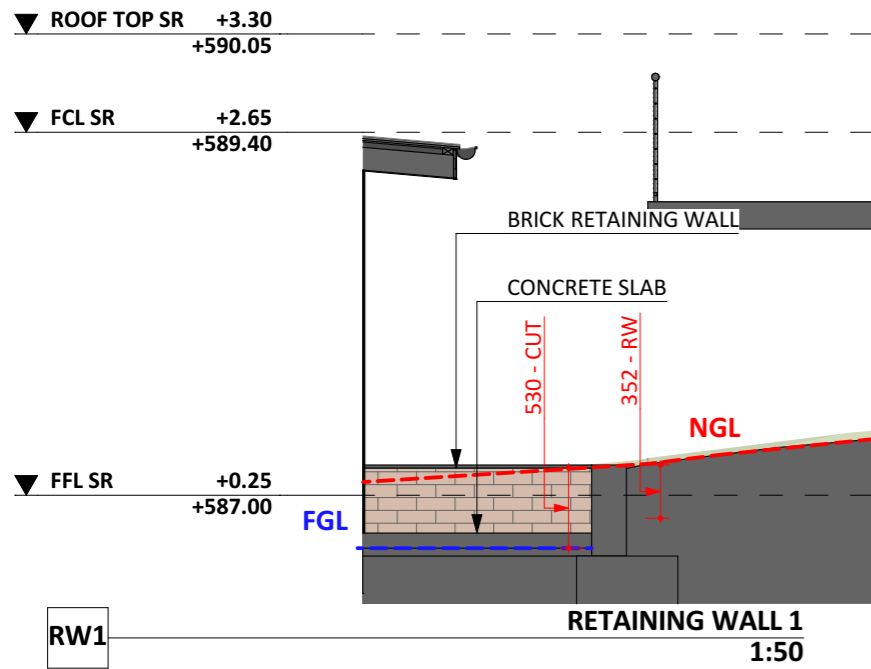 ROOF TOP SR +3.30
+590.05
FCL SR +2.65
+589.40
BRICK RETAINING WALL
CONCRETE SLAB
530 - CUT
352 - RW
NGL
FFL SR +0.25
+587.00
FGL
RW1
RETAINING WALL 1
1:50